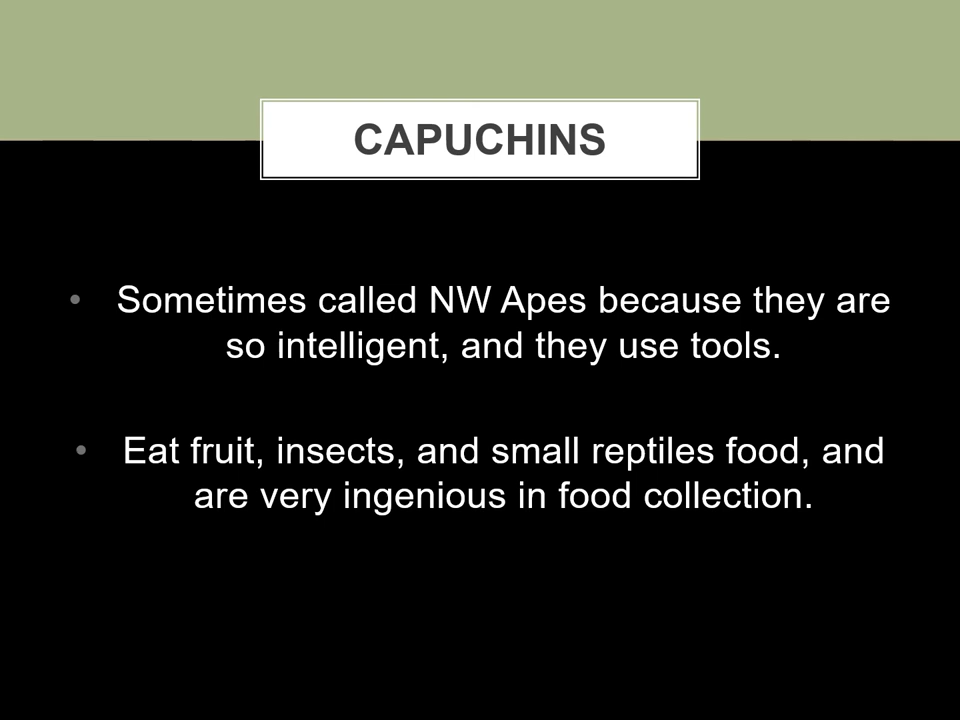 CAPUCHINS
• Sometimes called NW Apes because they are
so intelligent, and they use tools.
• Eat fruit, insects, and small reptiles food, and
are very ingenious in food collection.